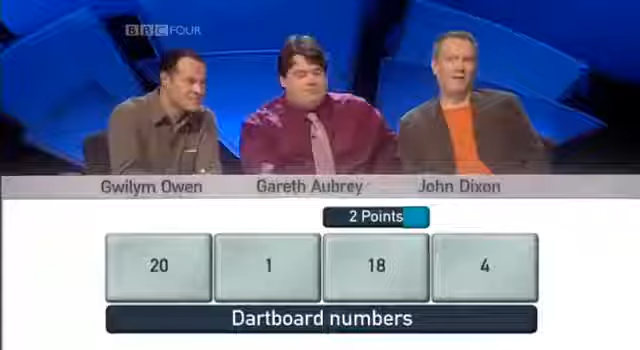 BBC FOUR
Gwilym Owen Gareth Aubrey John Dixon
2 Points
20 1 18 4
Dartboard numbers